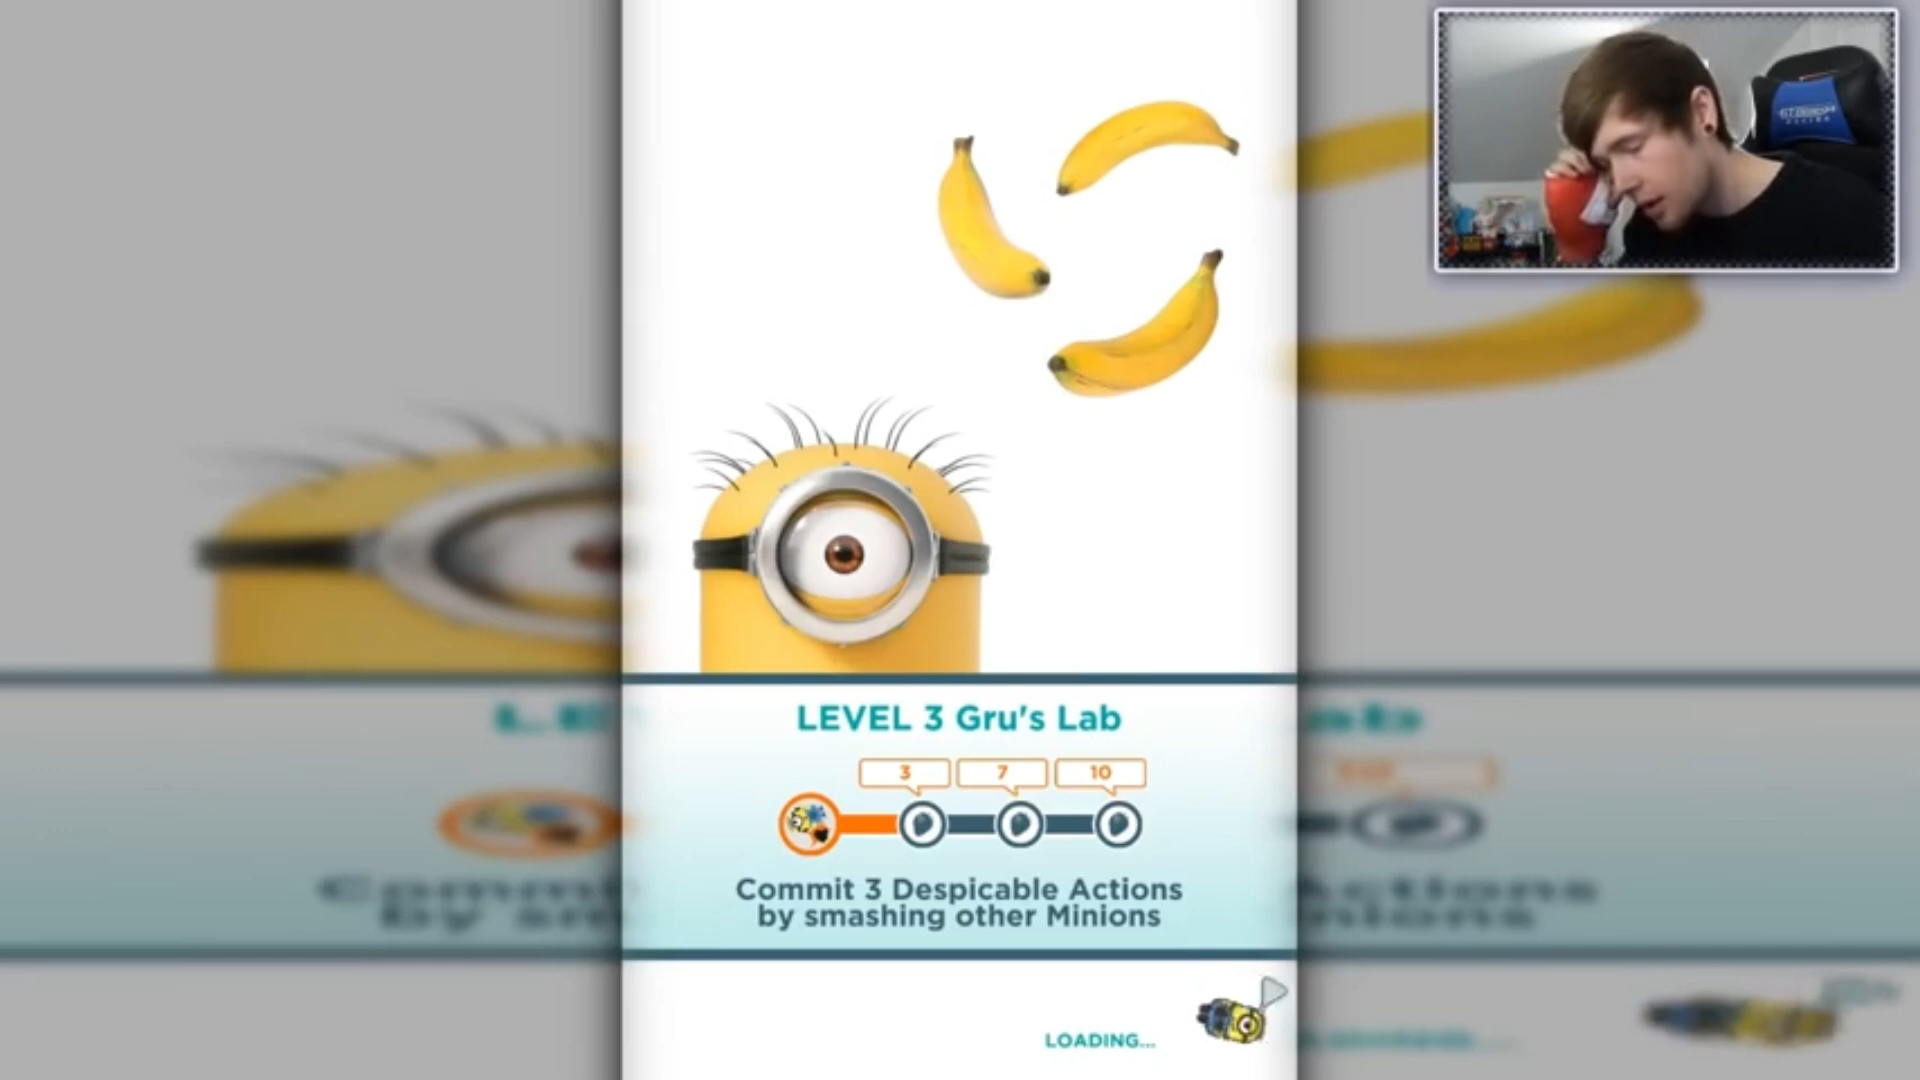 LEVEL 3 Gru's Lab
3 7 10
Commit 3 Despicable Actions
by smashing other Minions
LOADING...